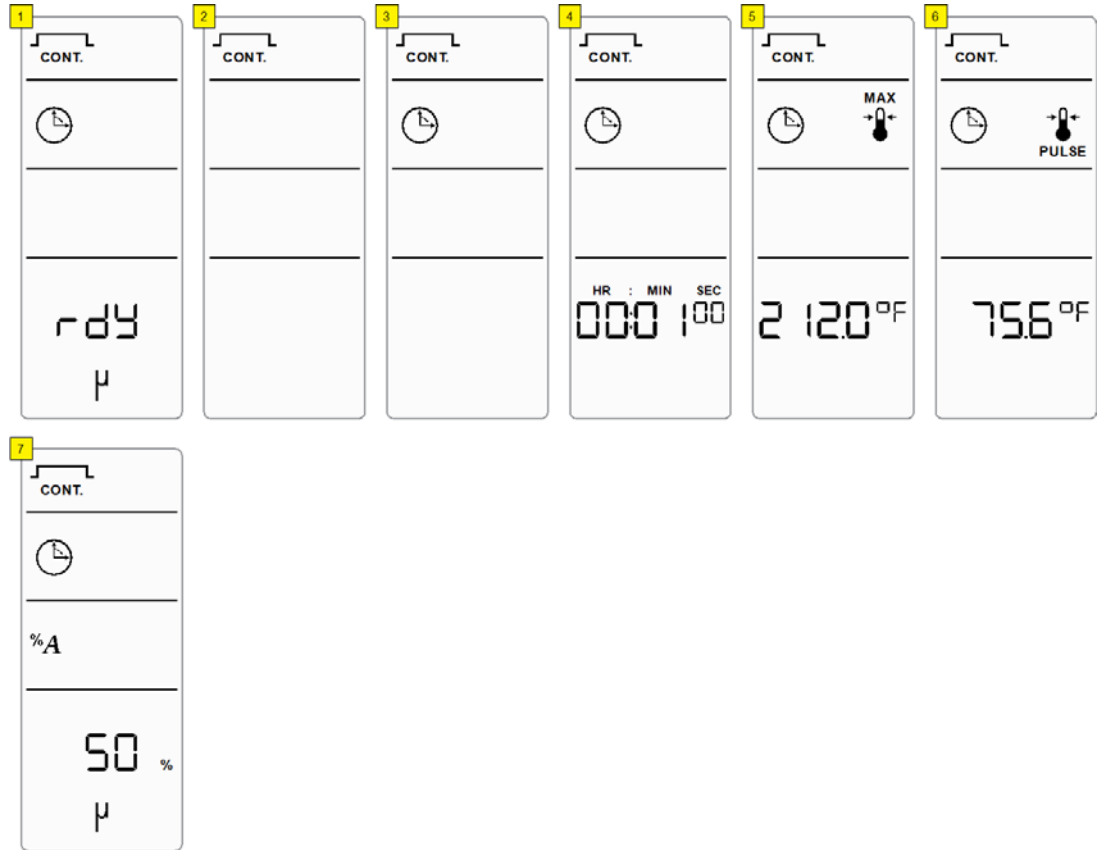 1
CONT.
rdy
µ
2
CONT.
3
CONT.
4
CONT.
HR : MIN SEC
00:01 00
5
CONT.
MAX
212.0 °F
6
CONT.
PULSE
75.6 °F
7
CONT.
%A
50 %
µ